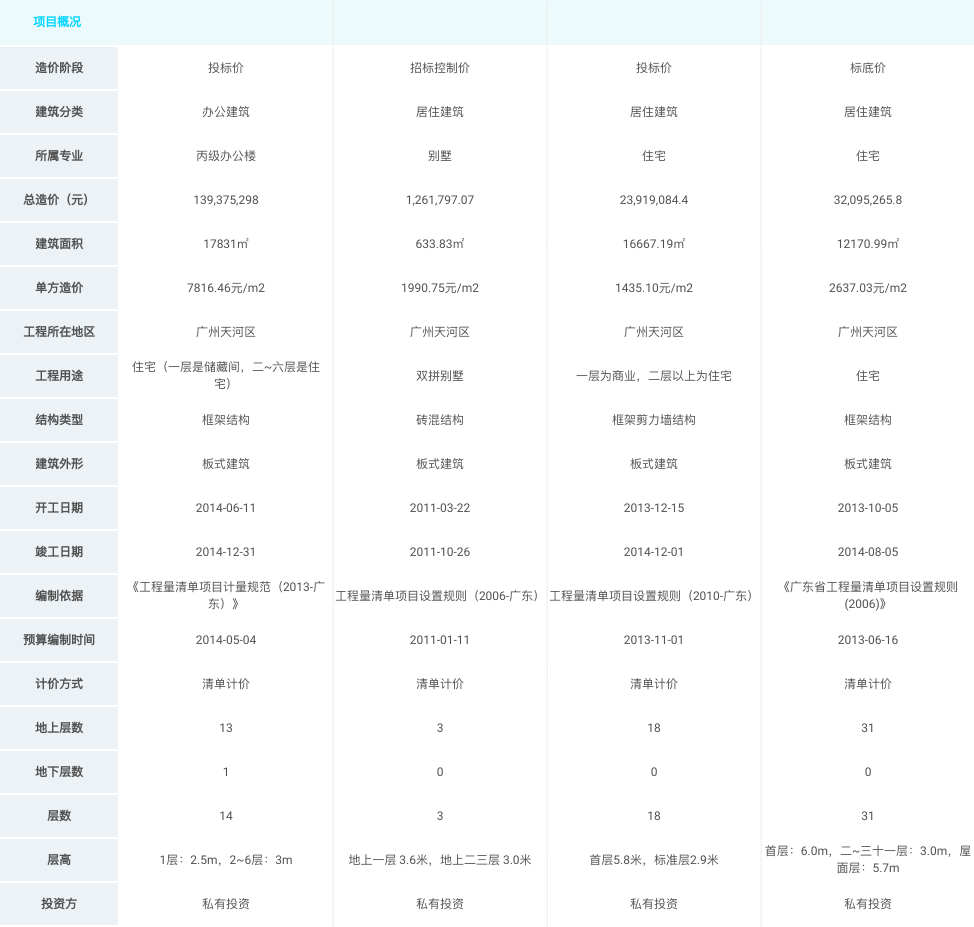 项目概况
造价阶段 投标价 招标控制价 投标价 标底价
建筑分类 办公建筑 居住建筑 居住建筑 居住建筑
所属专业 丙级办公楼 别墅 住宅 住宅
总造价（元） 139,375,298 1,261,797.07 23,919,084.4 32,095,265.8
建筑面积 17831㎡ 633.83㎡ 16667.19㎡ 12170.99㎡
单方造价 7816.46元/m2 1990.75元/m2 1435.10元/m2 2637.03元/m2
工程所在地区 广州天河区 广州天河区 广州天河区 广州天河区
工程用途 住宅（一层是储藏间，二~六层是住
宅） 双拼别墅 一层为商业，二层以上为住宅 住宅
结构类型 框架结构 砖混结构 框架剪力墙结构 框架结构
建筑外形 板式建筑 板式建筑 板式建筑 板式建筑
开工日期 2014-06-11 2011-03-22 2013-12-15 2013-10-05
竣工日期 2014-12-31 2011-10-26 2014-12-01 2014-08-05
编制依据 《工程量清单项目计量规范（2013-广
东）》 工程量清单项目设置规则（2006-广东） 工程量清单项目设置规则（2010-广东） 《广东省工程量清单项目设置规则
(2006)》
预算编制时间 2014-05-04 2011-01-11 2013-11-01 2013-06-16
计价方式 清单计价 清单计价 清单计价 清单计价
地上层数 13 3 18 31
地下层数 1 0 0 0
层数 14 3 18 31
层高 1层：2.5m，2~6层：3m 地上一层 3.6米，地上二三层 3.0米 首层5.8米，标准层2.9米 首层：6.0m，二~三十一层：3.0m，屋
面层：5.7m
投资方 私有投资 私有投资 私有投资 私有投资